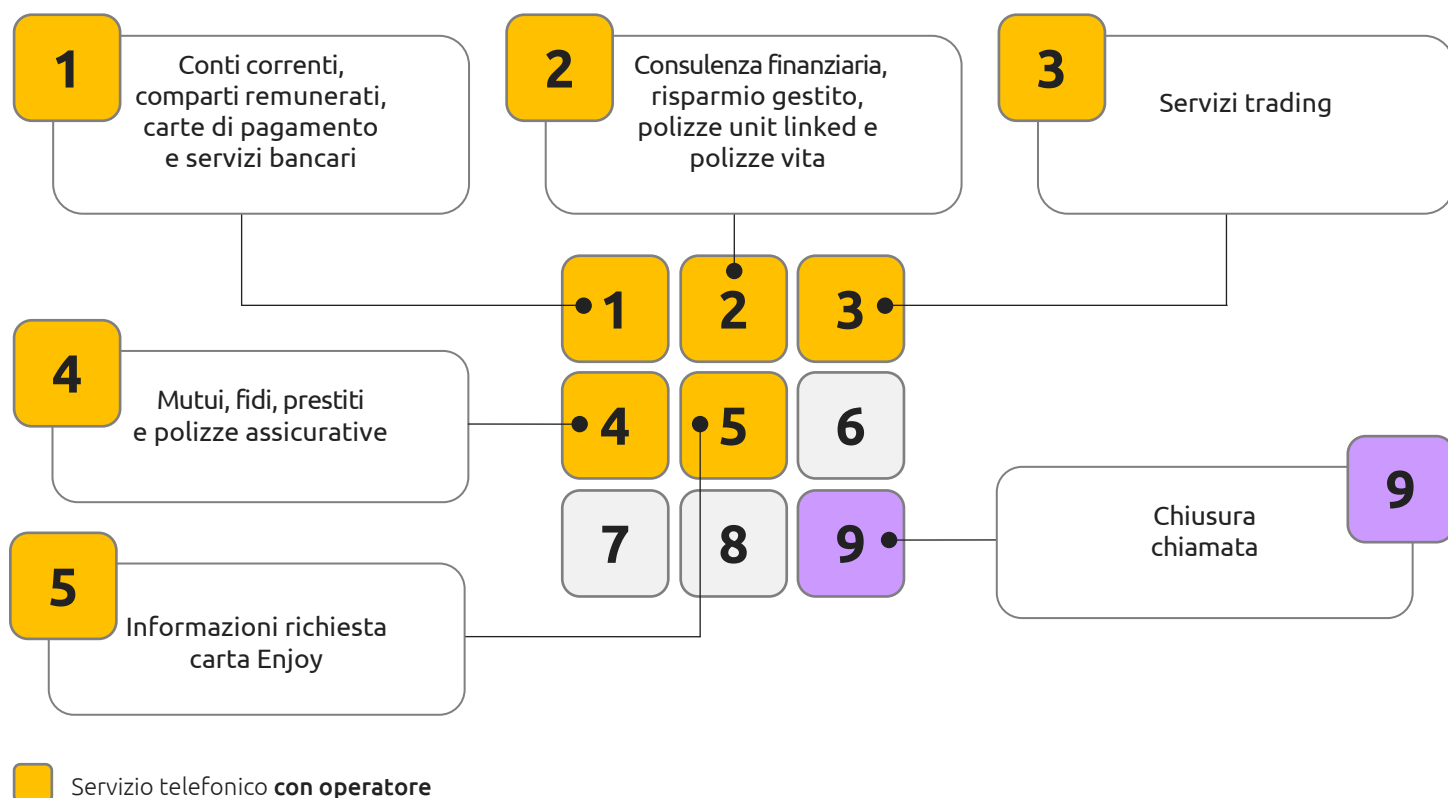 1
Conti correnti,
comparti remunerati,
carte di pagamento
e servizi bancari
2
Consulenza finanziaria,
risparmio gestito,
polizze unit linked e
polizze vita
3
Servizi trading
1 2 3
4
Mutui, fidi, prestiti
e polizze assicurative
4 5 6
7 8 9
9
Chiusura
chiamata
5
Informazioni richiesta
carta Enjoy
Servizio telefonico con operatore